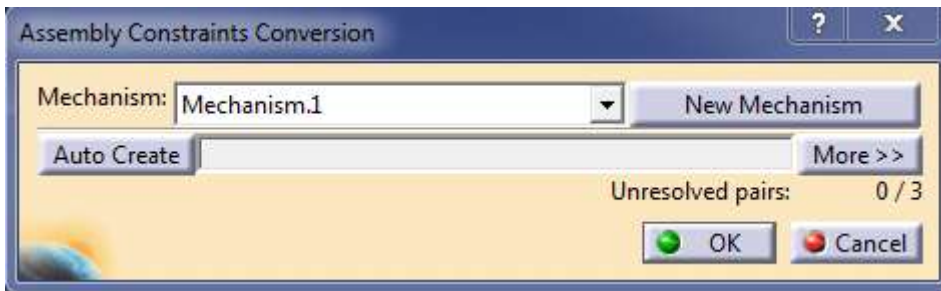 Assembly Constraints Conversion ? X
Mechanism: Mechanism.1 New Mechanism
Auto Create More >>
Unresolved pairs: 0 / 3
OK Cancel